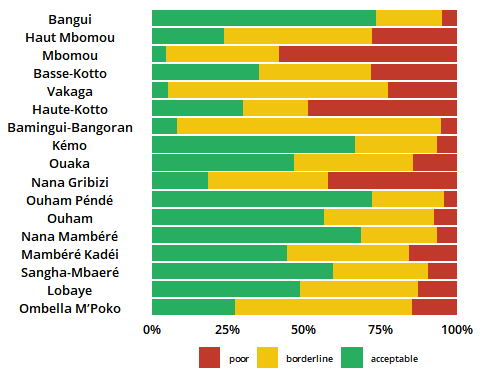 Bangui
Haut Mbomou
Mbomou
Basse-Kotto
Vakaga
Haute-Kotto
Bamingui-Bangoran
Kémo
Ouaka
Nana Gribizi
Ouham Péndé
Ouham
Nana Mambéré
Mambéré Kadéi
Sangha-Mbaeré
Lobaye
Ombella M’Poko
0% 25% 50% 75% 100%
poor borderline acceptable